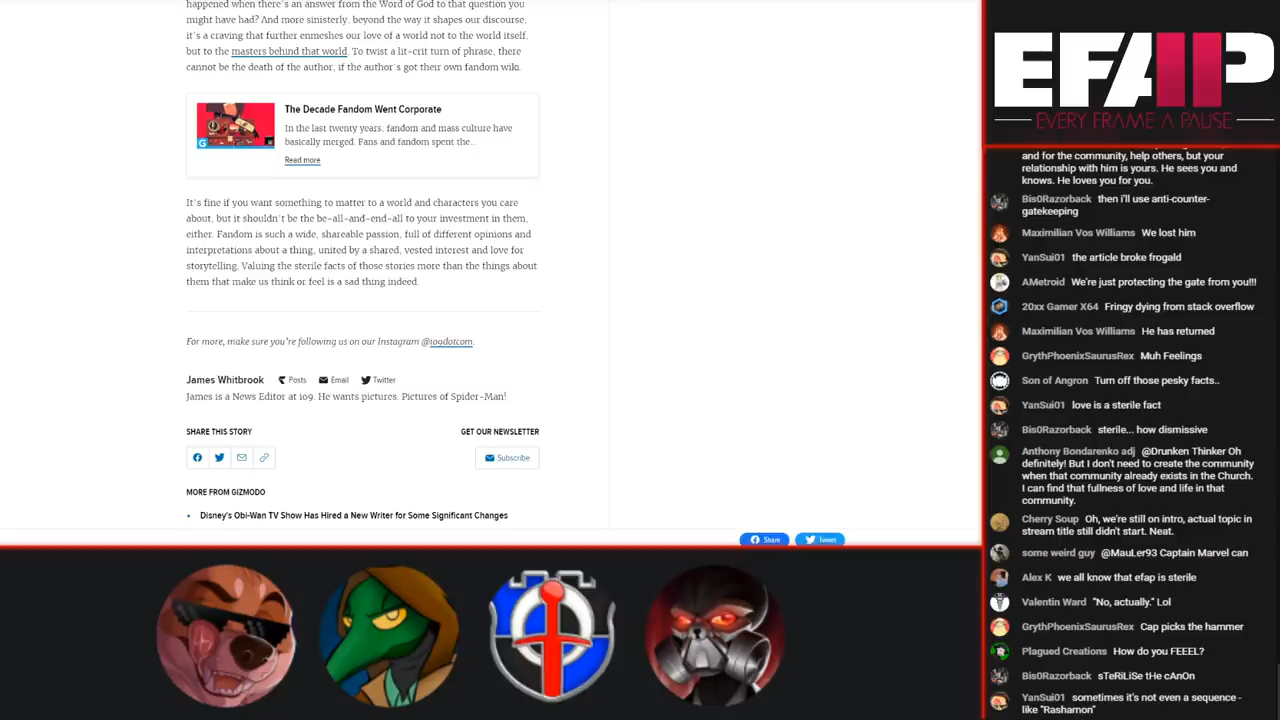 happened when there's an answer from the Word of God to that question you
might have had? And more sinisterly, beyond the way it shapes our discourse,
it's a craving that further enmeshes our love of a world not to the world itself,
but to the masters behind that world. To twist a lit-crit turn of phrase, there
cannot be the death of the author, if the author's got their own fandom wiki.
The Decade Fandom Went Corporate
In the last twenty years, fandom and mass culture have
basically merged. Fans and fandom spent the...
Read more
It's fine if you want something to matter to a world and characters you care
about, but it shouldn't be the be-all-and-end-all to your investment in them,
either. Fandom is such a wide, shareable passion, full of different opinions and
interpretations about a thing, united by a shared, vested interest and love for
storytelling. Valuing the sterile facts of those stories more than the things about
them that make us think or feel is a sad thing indeed.
For more, make sure you're following us on our Instagram @io9dotcom.
James Whitbrook Posts Email Twitter
James is a News Editor at io9. He wants pictures. Pictures of Spider-Man!
SHARE THIS STORY
GET OUR NEWSLETTER
Subscribe
MORE FROM GIZMODO
Disney's Obi-Wan TV Show Has Hired a New Writer for Some Significant Changes
Share Tweet
EFAP
EVERY FRAME A PAUSE
and for the community, help others, but your
relationship with him is yours. He sees you and
knows. He loves you for you.
Bis0Razorback then i'll use anti-counter-
gatekeeping
Maximilian Vos Williams We lost him
YanSui01 the article broke frogald
AMetroid We're just protecting the gate from you!!!
20xx Gamer X64 Fringy dying from stack overflow
Maximilian Vos Williams He has returned
GrythPhoenixSaurusRex Muh Feelings
Son of Angron Turn off those pesky facts..
YanSui01 love is a sterile fact
Bis0Razorback sterile... how dismissive
Anthony Bondarenko adj @Drunken Thinker Oh
definitely! But I don't need to create the community
when that community already exists in the Church.
I can find that fullness of love and life in that
community.
Cherry Soup Oh, we're still on intro, actual topic in
stream title still didn't start. Neat.
some weird guy @MauLer93 Captain Marvel can
Alex K we all know that efap is sterile
Valentin Ward "No, actually." Lol
GrythPhoenixSaurusRex Cap picks the hammer
Plagued Creations How do you FEEEL?
Bis0Razorback sTeRiLiSe tHe cAnOn
YanSui01 sometimes it's not even a sequence -
like "Rashamon"